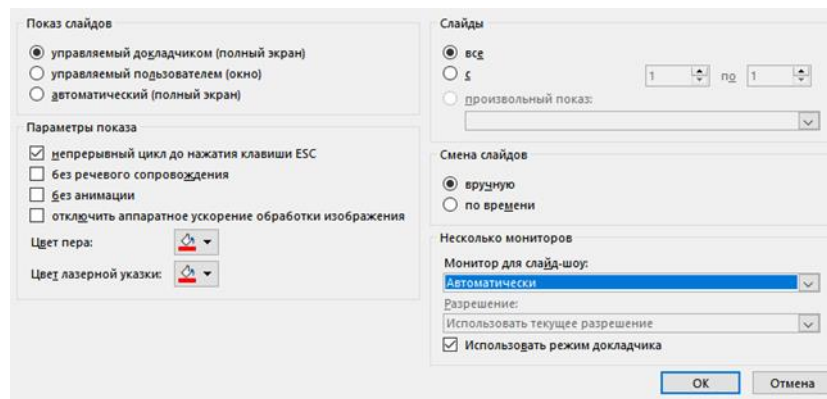 Показ слайдов
управляемый докладчиком (полный экран)
управляемый пользователем (окно)
автоматический (полный экран)
Параметры показа
непрерывный цикл до нажатия клавиши ESC
без речевого сопровождения
без анимации
отключить аппаратное ускорение обработки изображения
Цвет пера:
Цвет лазерной указки:
Слайды
все
с 1 по 1
произвольный показ:
Смена слайдов
вручную
по времени
Несколько мониторов
Монитор для слайд-шоу:
Автоматически
Разрешение:
Использовать текущее разрешение
Использовать режим докладчика
ОК Отмена